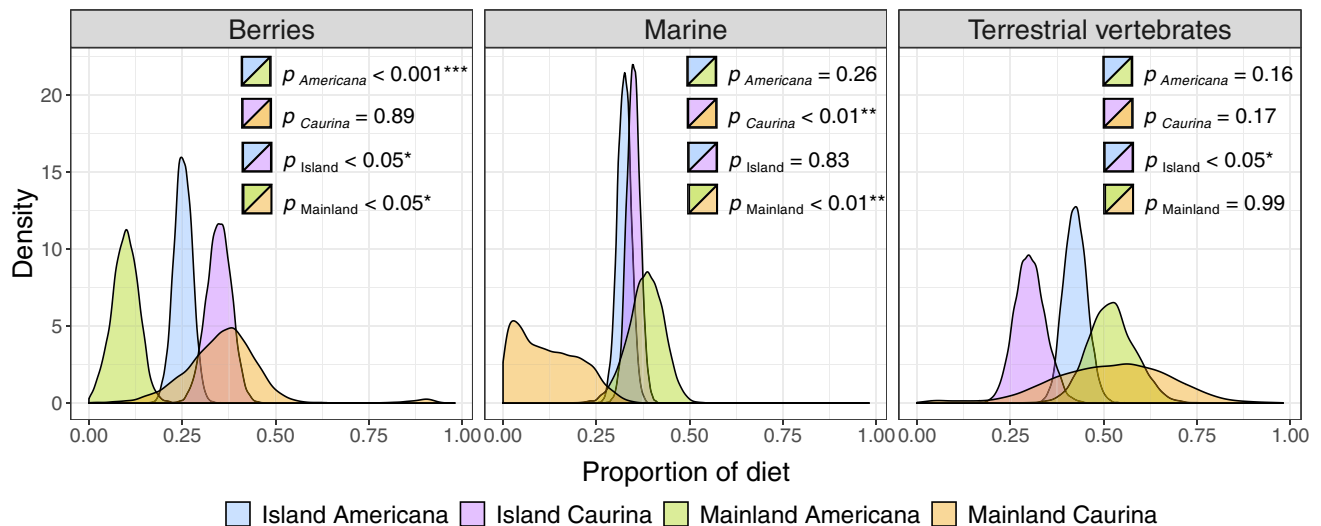 Berries
Marine
Terrestrial vertebrates
p Americana < 0.001***
p Caurina = 0.89
p Island < 0.05*
p Mainland < 0.05*
p Americana = 0.26
p Caurina < 0.01**
p Island = 0.83
p Mainland < 0.01**
p Americana = 0.16
p Caurina = 0.17
p Island < 0.05*
p Mainland = 0.99
Density
20
15
10
5
0
0.00 0.25 0.50 0.75 1.00
0.00 0.25 0.50 0.75 1.00
0.00 0.25 0.50 0.75 1.00
Proportion of diet
Island Americana Island Caurina Mainland Americana Mainland Caurina